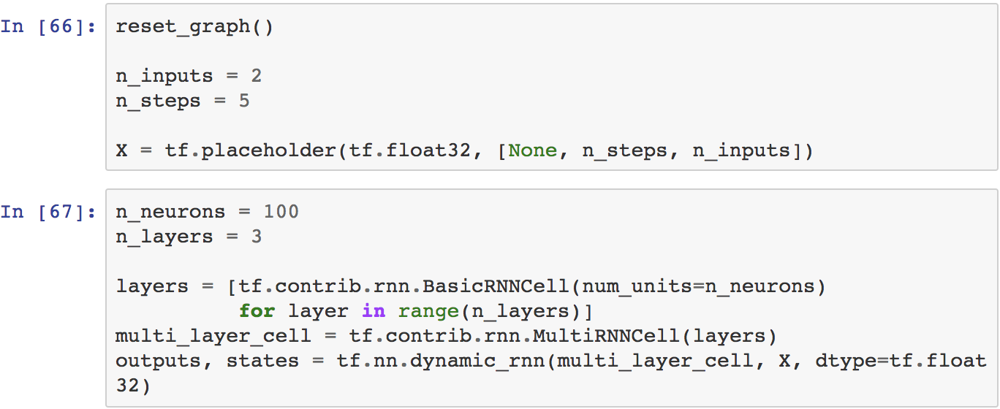 In [66]: reset_graph()
n_inputs = 2
n_steps = 5
X = tf.placeholder(tf.float32, [None, n_steps, n_inputs])
In [67]: n_neurons = 100
n_layers = 3
layers = [tf.contrib.rnn.BasicRNNCell(num_units=n_neurons)
          for layer in range(n_layers)]
multi_layer_cell = tf.contrib.rnn.MultiRNNCell(layers)
outputs, states = tf.nn.dynamic_rnn(multi_layer_cell, X, dtype=tf.float
32)